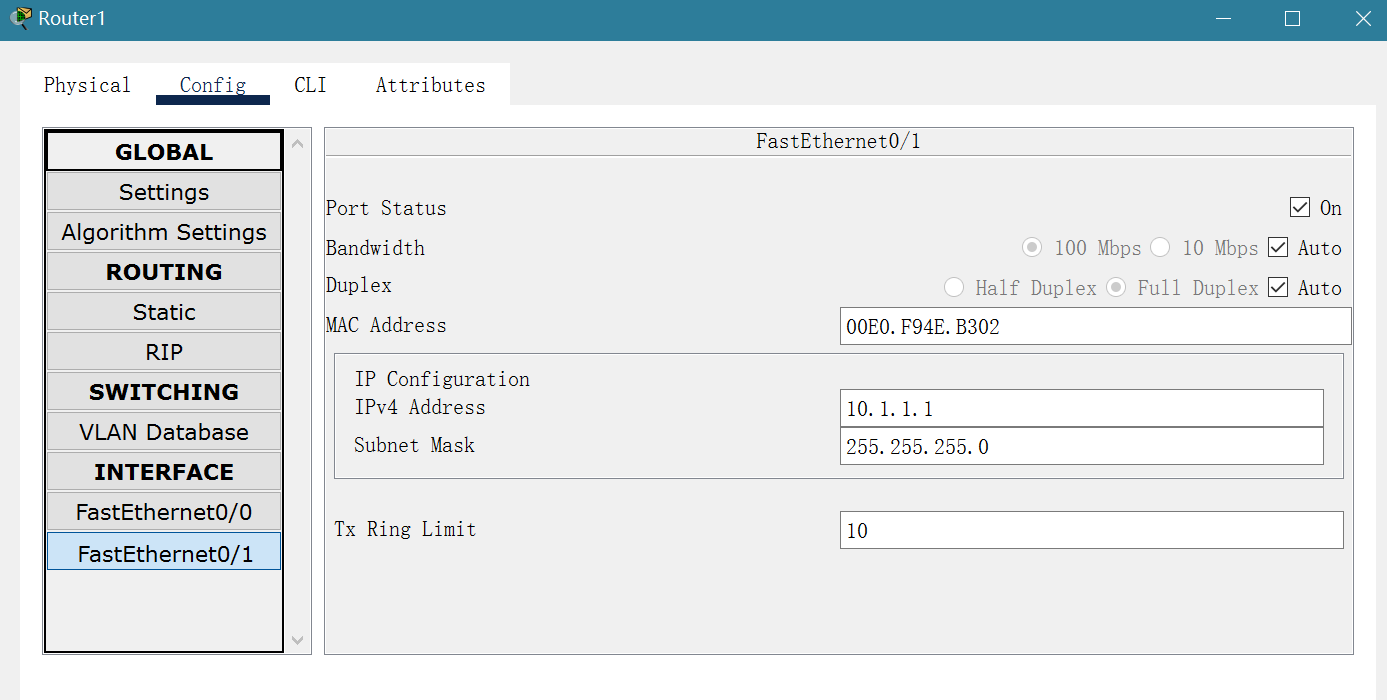 Router1
Physical Config CLI Attributes
GLOBAL
Settings
Algorithm Settings
ROUTING
Static
RIP
SWITCHING
VLAN Database
INTERFACE
FastEthernet0/0
FastEthernet0/1
FastEthernet0/1
Port Status On
Bandwidth 100 Mbps 10 Mbps Auto
Duplex Half Duplex Full Duplex Auto
MAC Address 00E0.F94E.B302
IP Configuration
IPv4 Address 10.1.1.1
Subnet Mask 255.255.255.0
Tx Ring Limit 10